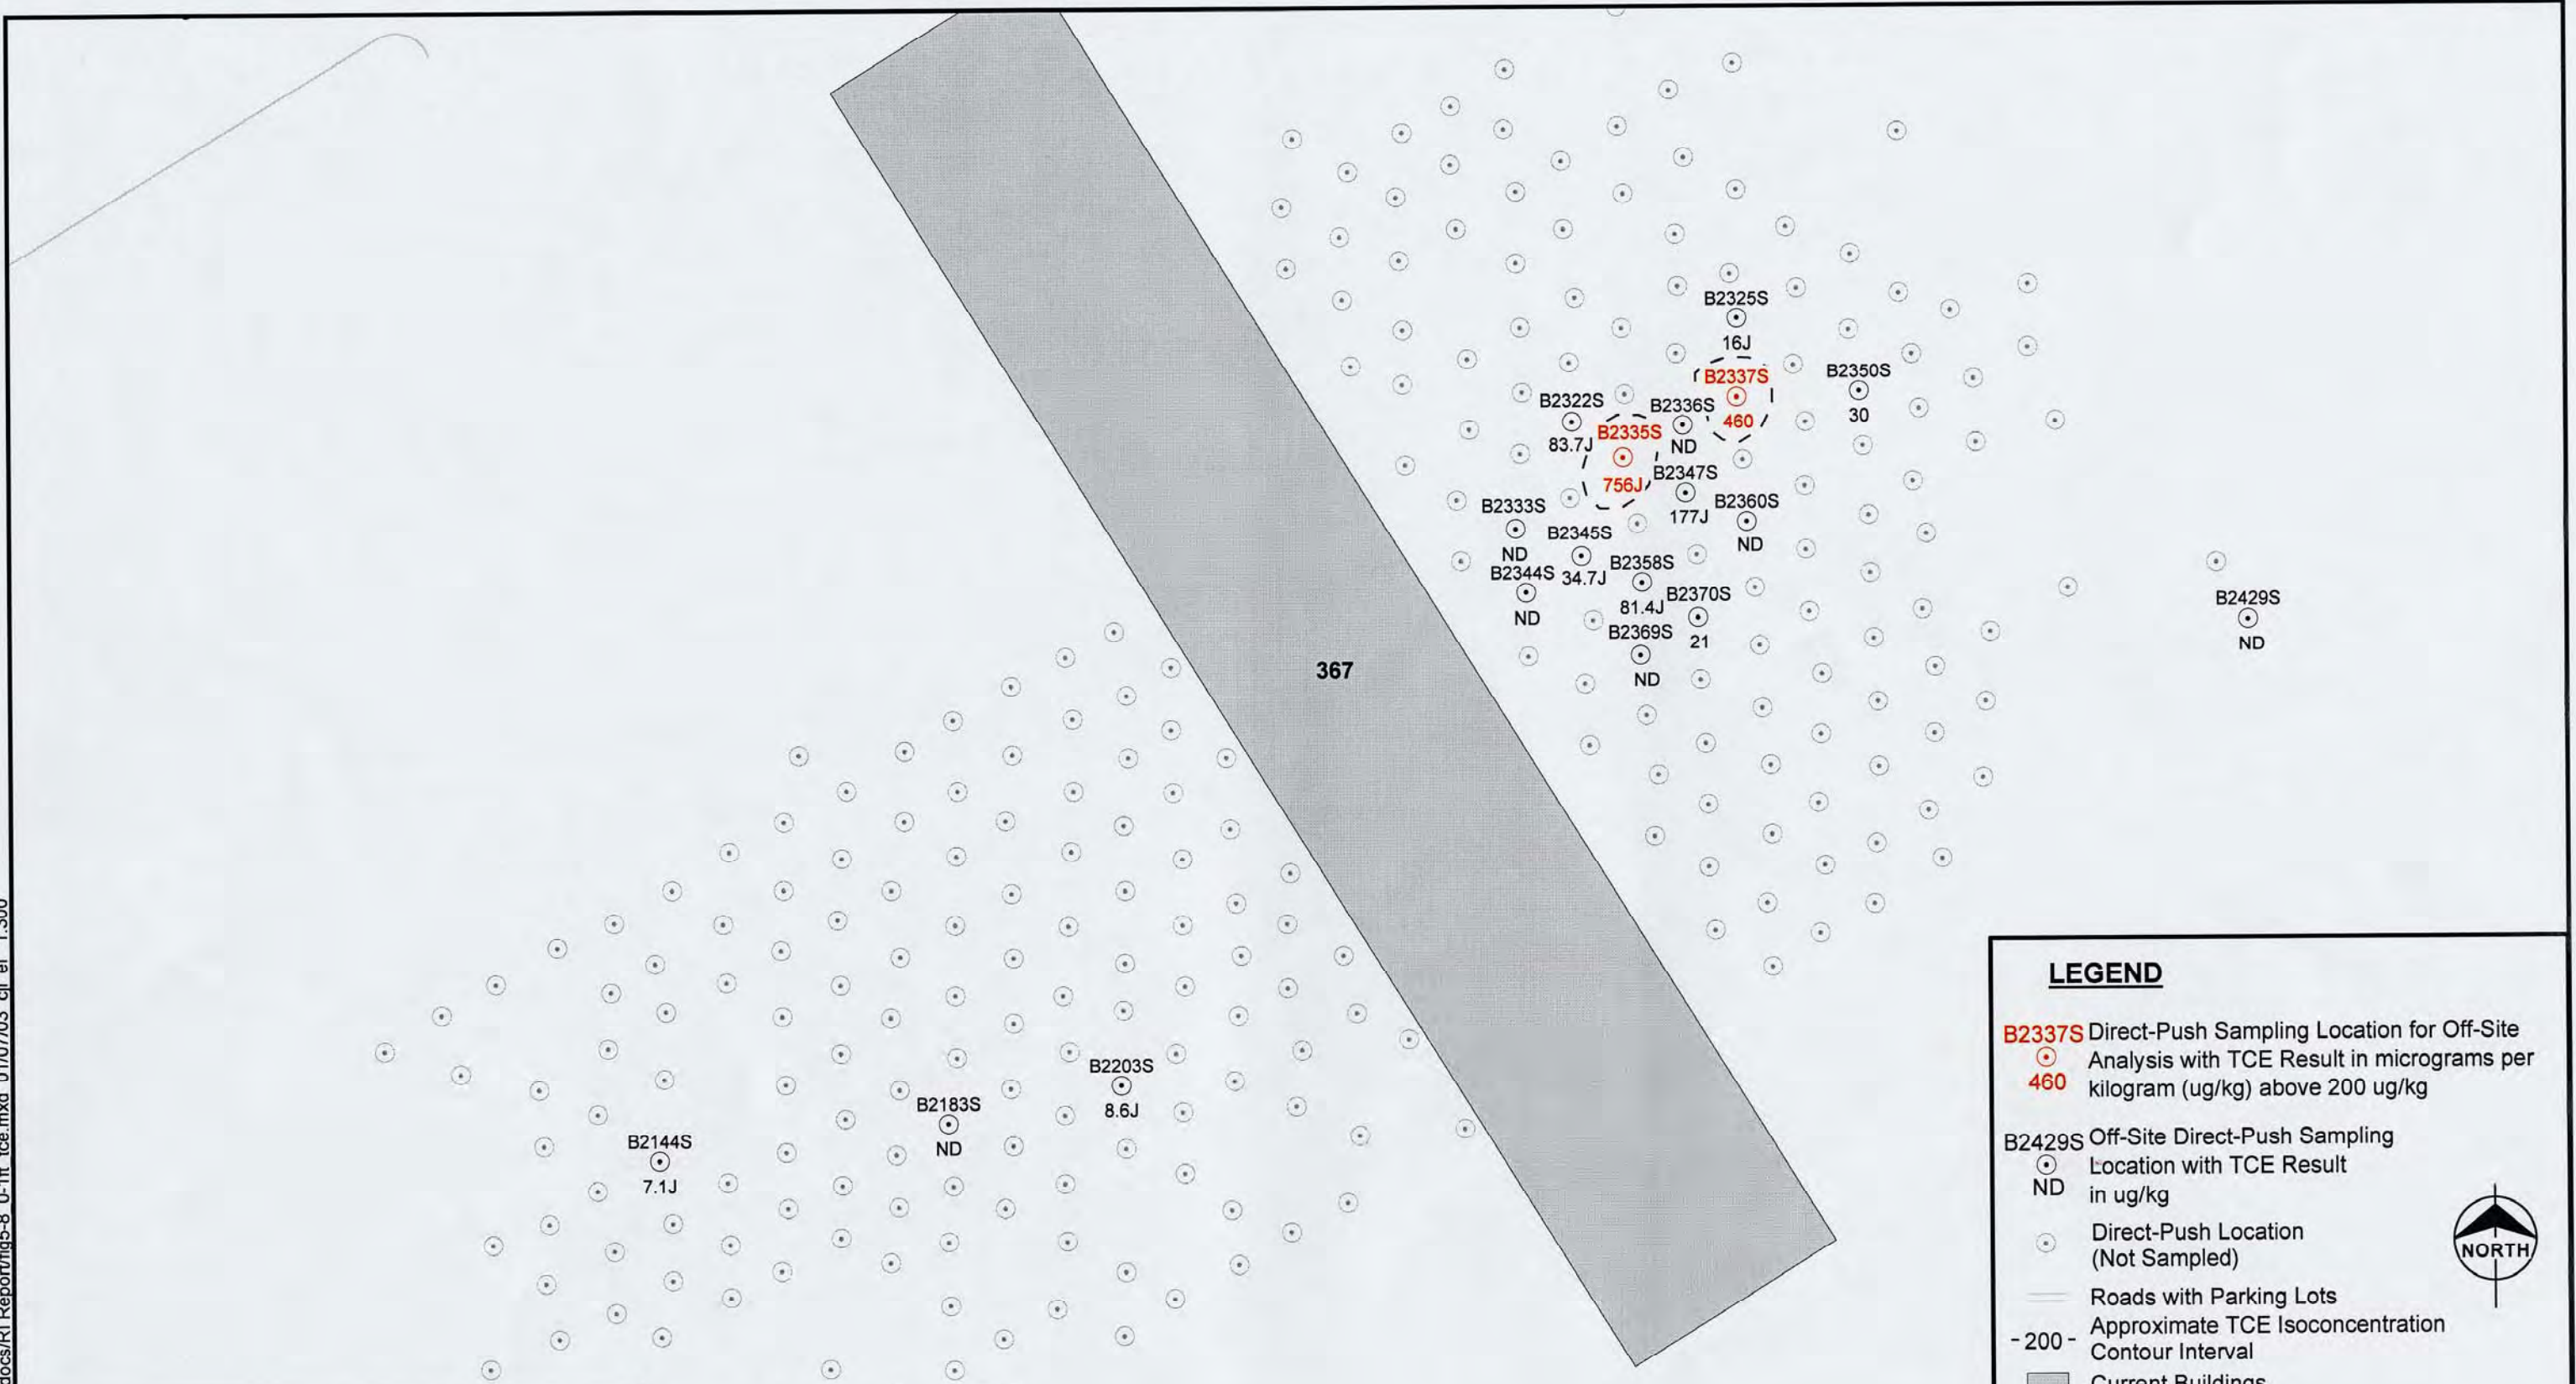 B2325S
16J
B2337S
460
B2350S
30
B2322S
83.7J
B2336S
ND
B2335S
756J
B2347S
177J
B2360S
ND
B2333S
ND
B2345S
34.7J
B2344S
ND
B2358S
81.4J
B2370S
21
B2369S
ND
B2429S
ND
367
B2203S
8.6J
B2183S
ND
B2144S
7.1J
LEGEND
B2337S Direct-Push Sampling Location for Off-Site
Analysis with TCE Result in micrograms per
460 kilogram (ug/kg) above 200 ug/kg
B2429S Off-Site Direct-Push Sampling
Location with TCE Result
ND in ug/kg
Direct-Push Location
(Not Sampled)
NORTH
Roads with Parking Lots
Approximate TCE Isoconcentration
-200- Contour Interval
Current Buildings